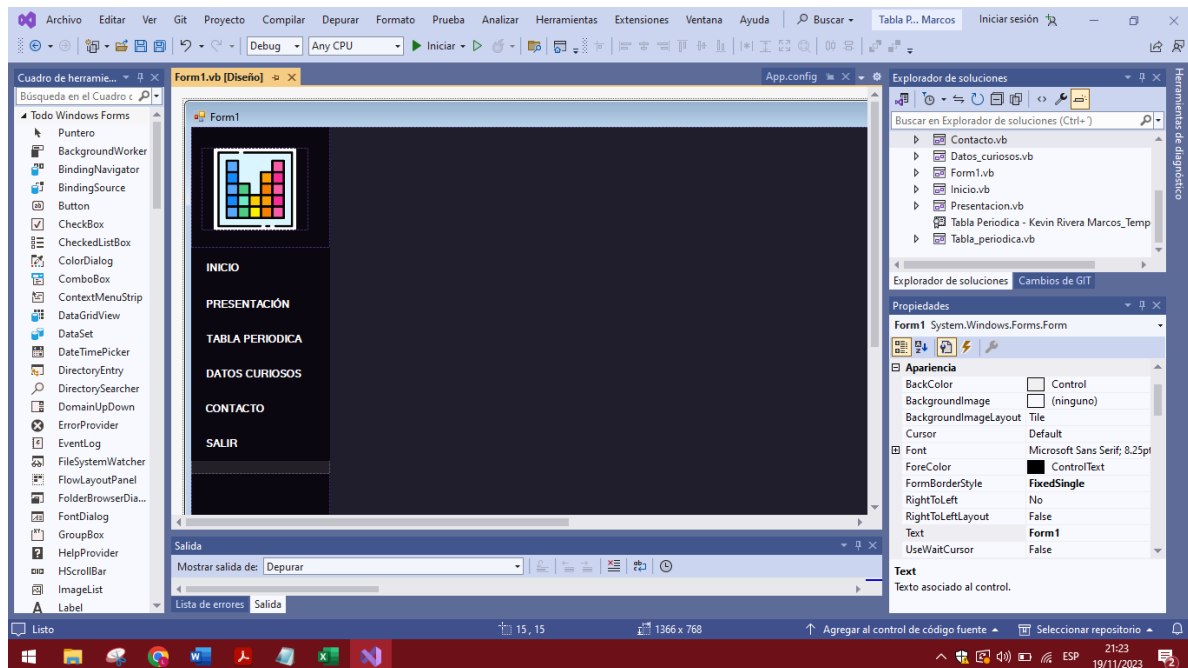 Archivo Editar Ver Git Proyecto Compilar Depurar Formato Prueba Analizar Herramientas Extensiones Ventana Ayuda Buscar Tabla P... Marcos Iniciar sesión
Debug Any CPU Iniciar
Cuadro de herramie...
Búsqueda en el Cuadro c
Todo Windows Forms
Puntero
BackgroundWorker
BindingNavigator
BindingSource
Button
CheckBox
CheckedListBox
ColorDialog
ComboBox
ContextMenuStrip
DataGridView
DataSet
DateTimePicker
DirectoryEntry
DirectorySearcher
DomainUpDown
ErrorProvider
EventLog
FileSystemWatcher
FlowLayoutPanel
FolderBrowserDia...
FontDialog
GroupBox
HelpProvider
HScrollBar
ImageList
Label
Form1.vb [Diseño] App.config
Form1
INICIO
PRESENTACIÓN
TABLA PERIODICA
DATOS CURIOSOS
CONTACTO
SALIR
Salida
Mostrar salida de: Depurar
Lista de errores Salida
Explorador de soluciones
Buscar en Explorador de soluciones (Ctrl+´)
Contacto.vb
Datos_curiosos.vb
Form1.vb
Inicio.vb
Presentacion.vb
Tabla Periodica - Kevin Rivera Marcos_Temp
Tabla_periodica.vb
Explorador de soluciones Cambios de GIT
Propiedades
Form1 System.Windows.Forms.Form
Apariencia
BackColor Control
BackgroundImage (ninguno)
BackgroundImageLayout Tile
Cursor Default
Font Microsoft Sans Serif; 8.25pt
ForeColor ControlText
FormBorderStyle FixedSingle
RightToLeft No
RightToLeftLayout False
Text Form1
UseWaitCursor False
Text
Texto asociado al control.
Herramientas de diagnóstico
Listo 15 , 15 1366 x 768 Agregar al control de código fuente Seleccionar repositorio
ESP 21:23
19/11/2023 2